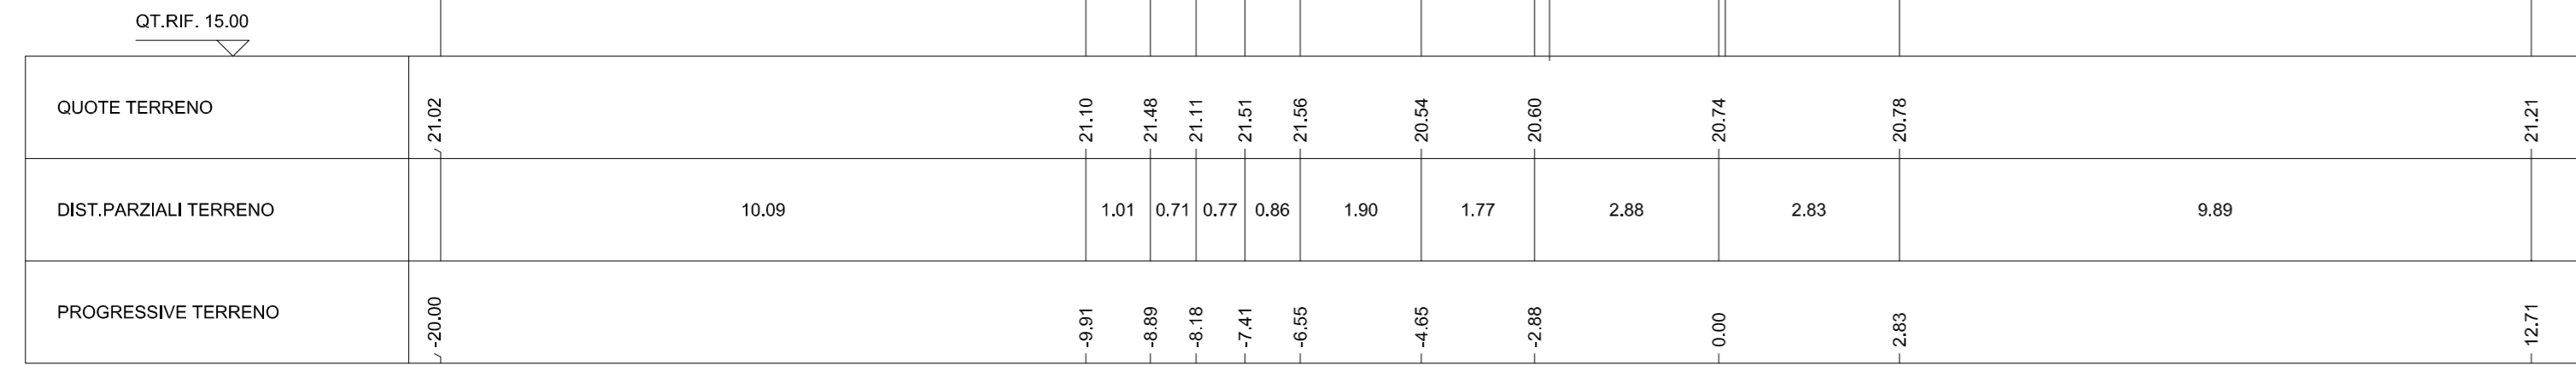 QT.RIF. 15.00
QUOTE TERRENO 21.02 21.10 21.48 21.11 21.51 21.56 20.54 20.60 20.74 20.78 21.21
DIST.PARZIALI TERRENO 10.09 1.01 0.71 0.77 0.86 1.90 1.77 2.88 2.83 9.89
PROGRESSIVE TERRENO -20.00 -9.91 -8.89 -8.18 -7.41 -6.55 -4.65 -2.88 0.00 2.83 12.71